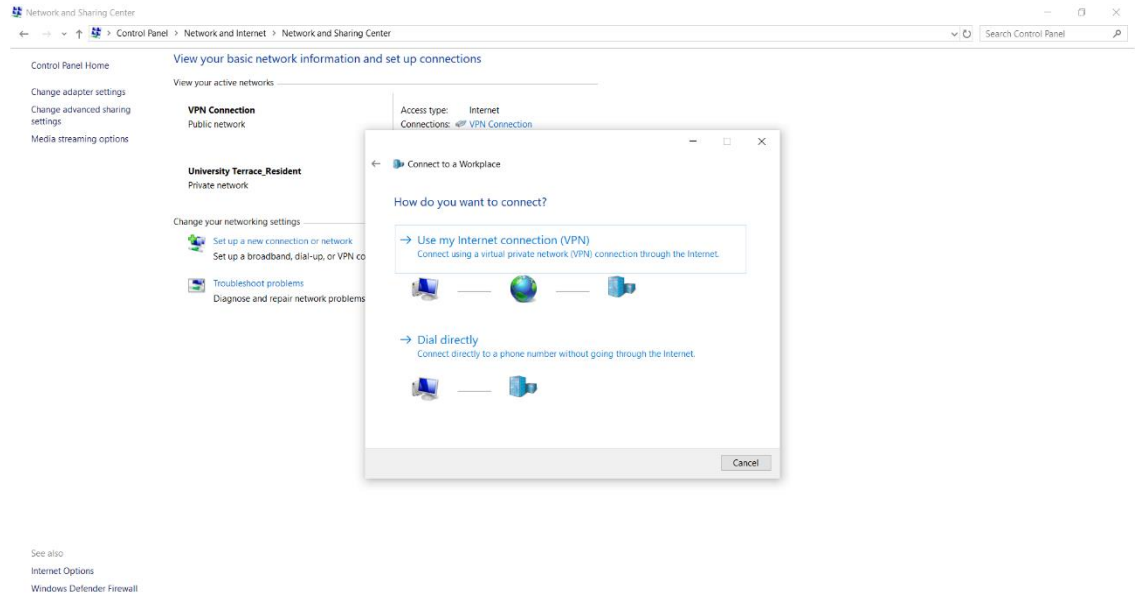 Network and Sharing Center
Control Panel > Network and Internet > Network and Sharing Center
Search Control Panel
Control Panel Home
Change adapter settings
Change advanced sharing
settings
Media streaming options
View your basic network information and set up connections
View your active networks
VPN Connection
Public network
Access type: Internet
Connections: VPN Connection
University Terrace_Resident
Private network
Change your networking settings
Set up a new connection or network
Set up a broadband, dial-up, or VPN co
Troubleshoot problems
Diagnose and repair network problems
Connect to a Workplace
How do you want to connect?
Use my Internet connection (VPN)
Connect using a virtual private network (VPN) connection through the Internet.
Dial directly
Connect directly to a phone number without going through the Internet.
Cancel
See also
Internet Options
Windows Defender Firewall